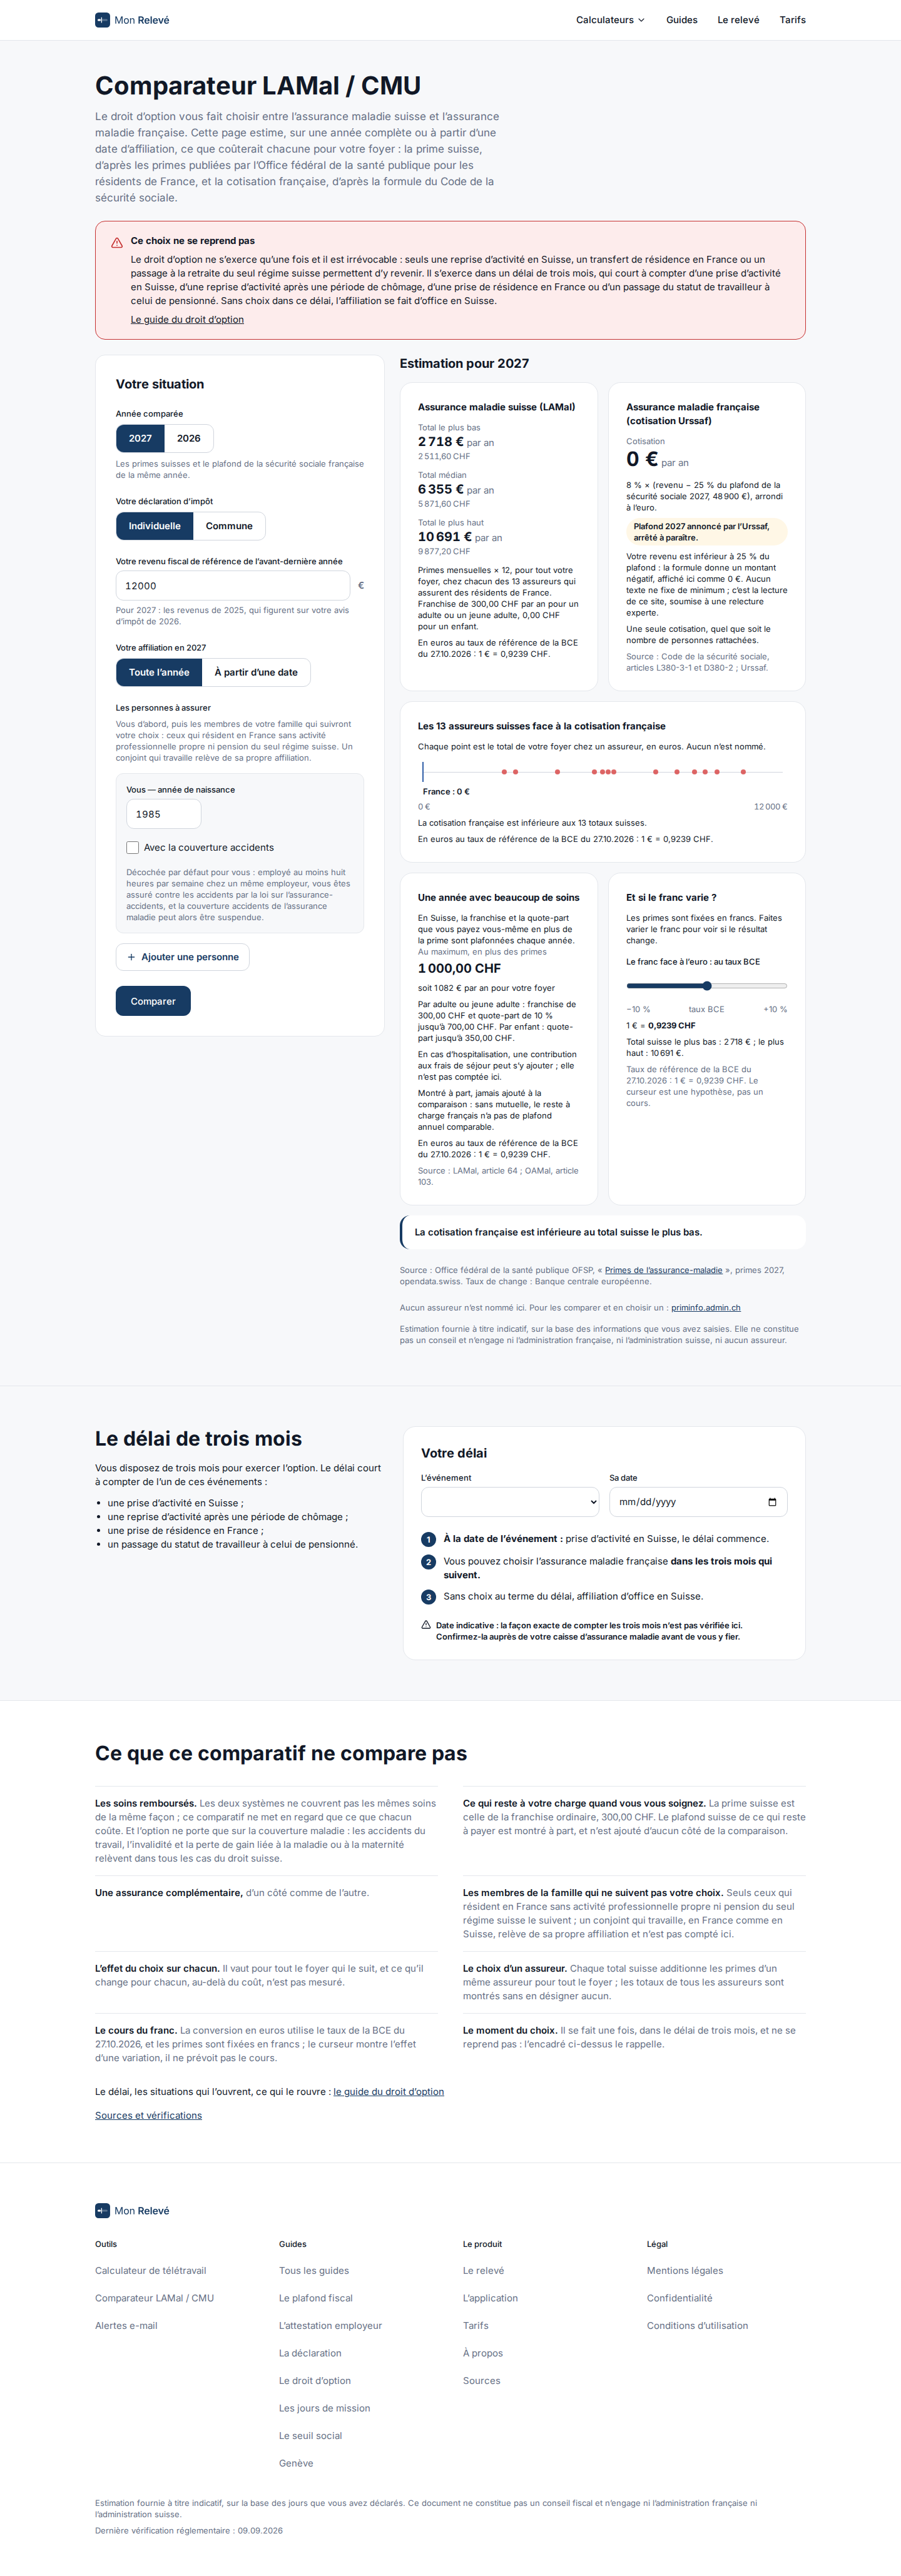 Mon Relevé
Calculateurs
Guides
Le relevé
Tarifs
Comparateur LAMal / CMU
Le droit d’option vous fait choisir entre l’assurance maladie suisse et l’assurance
maladie française. Cette page estime, sur une année complète ou à partir d’une
date d’affiliation, ce que coûterait chacune pour votre foyer : la prime suisse,
d’après les primes publiées par l’Office fédéral de la santé publique pour les
résidents de France, et la cotisation française, d’après la formule du Code de la
sécurité sociale.
Ce choix ne se reprend pas
Le droit d’option ne s’exerce qu’une fois et il est irrévocable : seuls une reprise d’activité en Suisse, un transfert de résidence en France ou un
passage à la retraite du seul régime suisse permettent d’y revenir. Il s’exerce dans un délai de trois mois, qui court à compter d’une prise d’activité
en Suisse, d’une reprise d’activité après une période de chômage, d’une prise de résidence en France ou d’un passage du statut de travailleur à
celui de pensionné. Sans choix dans ce délai, l’affiliation se fait d’office en Suisse.
Le guide du droit d’option
Votre situation
Année comparée
2027
2026
Les primes suisses et le plafond de la sécurité sociale française
de la même année.
Votre déclaration d’impôt
Individuelle
Commune
Votre revenu fiscal de référence de l’avant-dernière année
12000
€
Pour 2027 : les revenus de 2025, qui figurent sur votre avis
d’impôt de 2026.
Votre affiliation en 2027
Toute l’année
À partir d’une date
Les personnes à assurer
Vous d’abord, puis les membres de votre famille qui suivront
votre choix : ceux qui résident en France sans activité
professionnelle propre ni pension du seul régime suisse. Un
conjoint qui travaille relève de sa propre affiliation.
Vous — année de naissance
1985
Avec la couverture accidents
Décochée par défaut pour vous : employé au moins huit
heures par semaine chez un même employeur, vous êtes
assuré contre les accidents par la loi sur l’assurance-
accidents, et la couverture accidents de l’assurance
maladie peut alors être suspendue.
Ajouter une personne
Comparer
Estimation pour 2027
Assurance maladie suisse (LAMal)
Total le plus bas
2 718 € par an
2 511,60 CHF
Total médian
6 355 € par an
5 871,60 CHF
Total le plus haut
10 691 € par an
9 877,20 CHF
Primes mensuelles × 12, pour tout votre
foyer, chez chacun des 13 assureurs qui
assurent des résidents de France.
Franchise de 300,00 CHF par an pour un
adulte ou un jeune adulte, 0,00 CHF
pour un enfant.
En euros au taux de référence de la BCE
du 27.10.2026 : 1 € = 0,9239 CHF.
Assurance maladie française
(cotisation Urssaf)
Cotisation
0 € par an
8 % × (revenu − 25 % du plafond de la
sécurité sociale 2027, 48 900 €), arrondi
à l’euro.
Plafond 2027 annoncé par l’Urssaf,
arrêté à paraître.
Votre revenu est inférieur à 25 % du
plafond : la formule donne un montant
négatif, affiché ici comme 0 €. Aucun
texte ne fixe de minimum ; c’est la lecture
de ce site, soumise à une relecture
experte.
Une seule cotisation, quel que soit le
nombre de personnes rattachées.
Source : Code de la sécurité sociale,
articles L380-3-1 et D380-2 ; Urssaf.
Les 13 assureurs suisses face à la cotisation française
Chaque point est le total de votre foyer chez un assureur, en euros. Aucun n’est nommé.
France : 0 €
0 €
12 000 €
La cotisation française est inférieure aux 13 totaux suisses.
En euros au taux de référence de la BCE du 27.10.2026 : 1 € = 0,9239 CHF.
Une année avec beaucoup de soins
En Suisse, la franchise et la quote-part
que vous payez vous-même en plus de
la prime sont plafonnées chaque année.
Au maximum, en plus des primes
1 000,00 CHF
soit 1 082 € par an pour votre foyer
Par adulte ou jeune adulte : franchise de
300,00 CHF et quote-part de 10 %
jusqu’à 700,00 CHF. Par enfant : quote-
part jusqu’à 350,00 CHF.
En cas d’hospitalisation, une contribution
aux frais de séjour peut s’y ajouter ; elle
n’est pas comptée ici.
Montré à part, jamais ajouté à la
comparaison : sans mutuelle, le reste à
charge français n’a pas de plafond
annuel comparable.
En euros au taux de référence de la BCE
du 27.10.2026 : 1 € = 0,9239 CHF.
Source : LAMal, article 64 ; OAMal, article
103.
Et si le franc varie ?
Les primes sont fixées en francs. Faites
varier le franc pour voir si le résultat
change.
Le franc face à l’euro : au taux BCE
−10 %
taux BCE
+10 %
1 € = 0,9239 CHF
Total suisse le plus bas : 2 718 € ; le plus
haut : 10 691 €.
Taux de référence de la BCE du
27.10.2026 : 1 € = 0,9239 CHF. Le
curseur est une hypothèse, pas un
cours.
La cotisation française est inférieure au total suisse le plus bas.
Source : Office fédéral de la santé publique OFSP, « Primes de l’assurance-maladie », primes 2027,
opendata.swiss. Taux de change : Banque centrale européenne.
Aucun assureur n’est nommé ici. Pour les comparer et en choisir un : priminfo.admin.ch
Estimation fournie à titre indicatif, sur la base des informations que vous avez saisies. Elle ne constitue
pas un conseil et n’engage ni l’administration française, ni l’administration suisse, ni aucun assureur.
Le délai de trois mois
Vous disposez de trois mois pour exercer l’option. Le délai court
à compter de l’un de ces événements :
• une prise d’activité en Suisse ;
• une reprise d’activité après une période de chômage ;
• une prise de résidence en France ;
• un passage du statut de travailleur à celui de pensionné.
Votre délai
L’événement
Sa date
mm/dd/yyyy
1 À la date de l’événement : prise d’activité en Suisse, le délai commence.
2 Vous pouvez choisir l’assurance maladie française dans les trois mois qui
suivent.
3 Sans choix au terme du délai, affiliation d’office en Suisse.
Date indicative : la façon exacte de compter les trois mois n’est pas vérifiée ici.
Confirmez-la auprès de votre caisse d’assurance maladie avant de vous y fier.
Ce que ce comparatif ne compare pas
Les soins remboursés. Les deux systèmes ne couvrent pas les mêmes soins
de la même façon ; ce comparatif ne met en regard que ce que chacun
coûte. Et l’option ne porte que sur la couverture maladie : les accidents du
travail, l’invalidité et la perte de gain liée à la maladie ou à la maternité
relèvent dans tous les cas du droit suisse.
Ce qui reste à votre charge quand vous vous soignez. La prime suisse est
celle de la franchise ordinaire, 300,00 CHF. Le plafond suisse de ce qui reste
à payer est montré à part, et n’est ajouté d’aucun côté de la comparaison.
Une assurance complémentaire, d’un côté comme de l’autre.
Les membres de la famille qui ne suivent pas votre choix. Seuls ceux qui
résident en France sans activité professionnelle propre ni pension du seul
régime suisse le suivent ; un conjoint qui travaille, en France comme en
Suisse, relève de sa propre affiliation et n’est pas compté ici.
L’effet du choix sur chacun. Il vaut pour tout le foyer qui le suit, et ce qu’il
change pour chacun, au-delà du coût, n’est pas mesuré.
Le choix d’un assureur. Chaque total suisse additionne les primes d’un
même assureur pour tout le foyer ; les totaux de tous les assureurs sont
montrés sans en désigner aucun.
Le cours du franc. La conversion en euros utilise le taux de la BCE du
27.10.2026, et les primes sont fixées en francs ; le curseur montre l’effet
d’une variation, il ne prévoit pas le cours.
Le moment du choix. Il se fait une fois, dans le délai de trois mois, et ne se
reprend pas : l’encadré ci-dessus le rappelle.
Le délai, les situations qui l’ouvrent, ce qui le rouvre : le guide du droit d’option
Sources et vérifications
Mon Relevé
Outils
Calculateur de télétravail
Comparateur LAMal / CMU
Alertes e-mail
Guides
Tous les guides
Le plafond fiscal
L’attestation employeur
La déclaration
Le droit d’option
Les jours de mission
Le seuil social
Genève
Le produit
Le relevé
L’application
Tarifs
À propos
Sources
Légal
Mentions légales
Confidentialité
Conditions d’utilisation
Estimation fournie à titre indicatif, sur la base des jours que vous avez déclarés. Ce document ne constitue pas un conseil fiscal et n’engage ni l’administration française ni
l’administration suisse.
Dernière vérification réglementaire : 09.09.2026